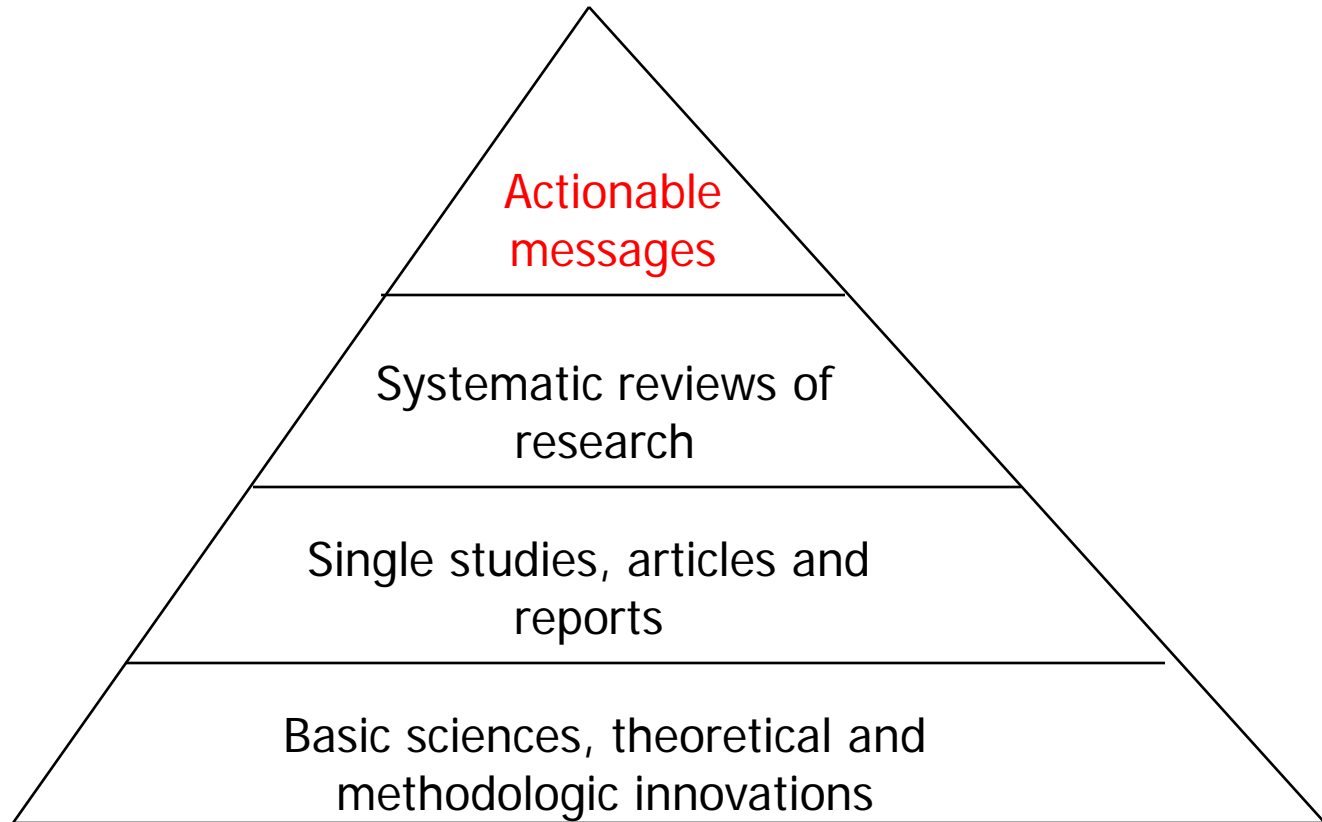 Actionable
messages
Systematic reviews of
research
Single studies, articles and
reports
Basic sciences, theoretical and
methodologic innovations